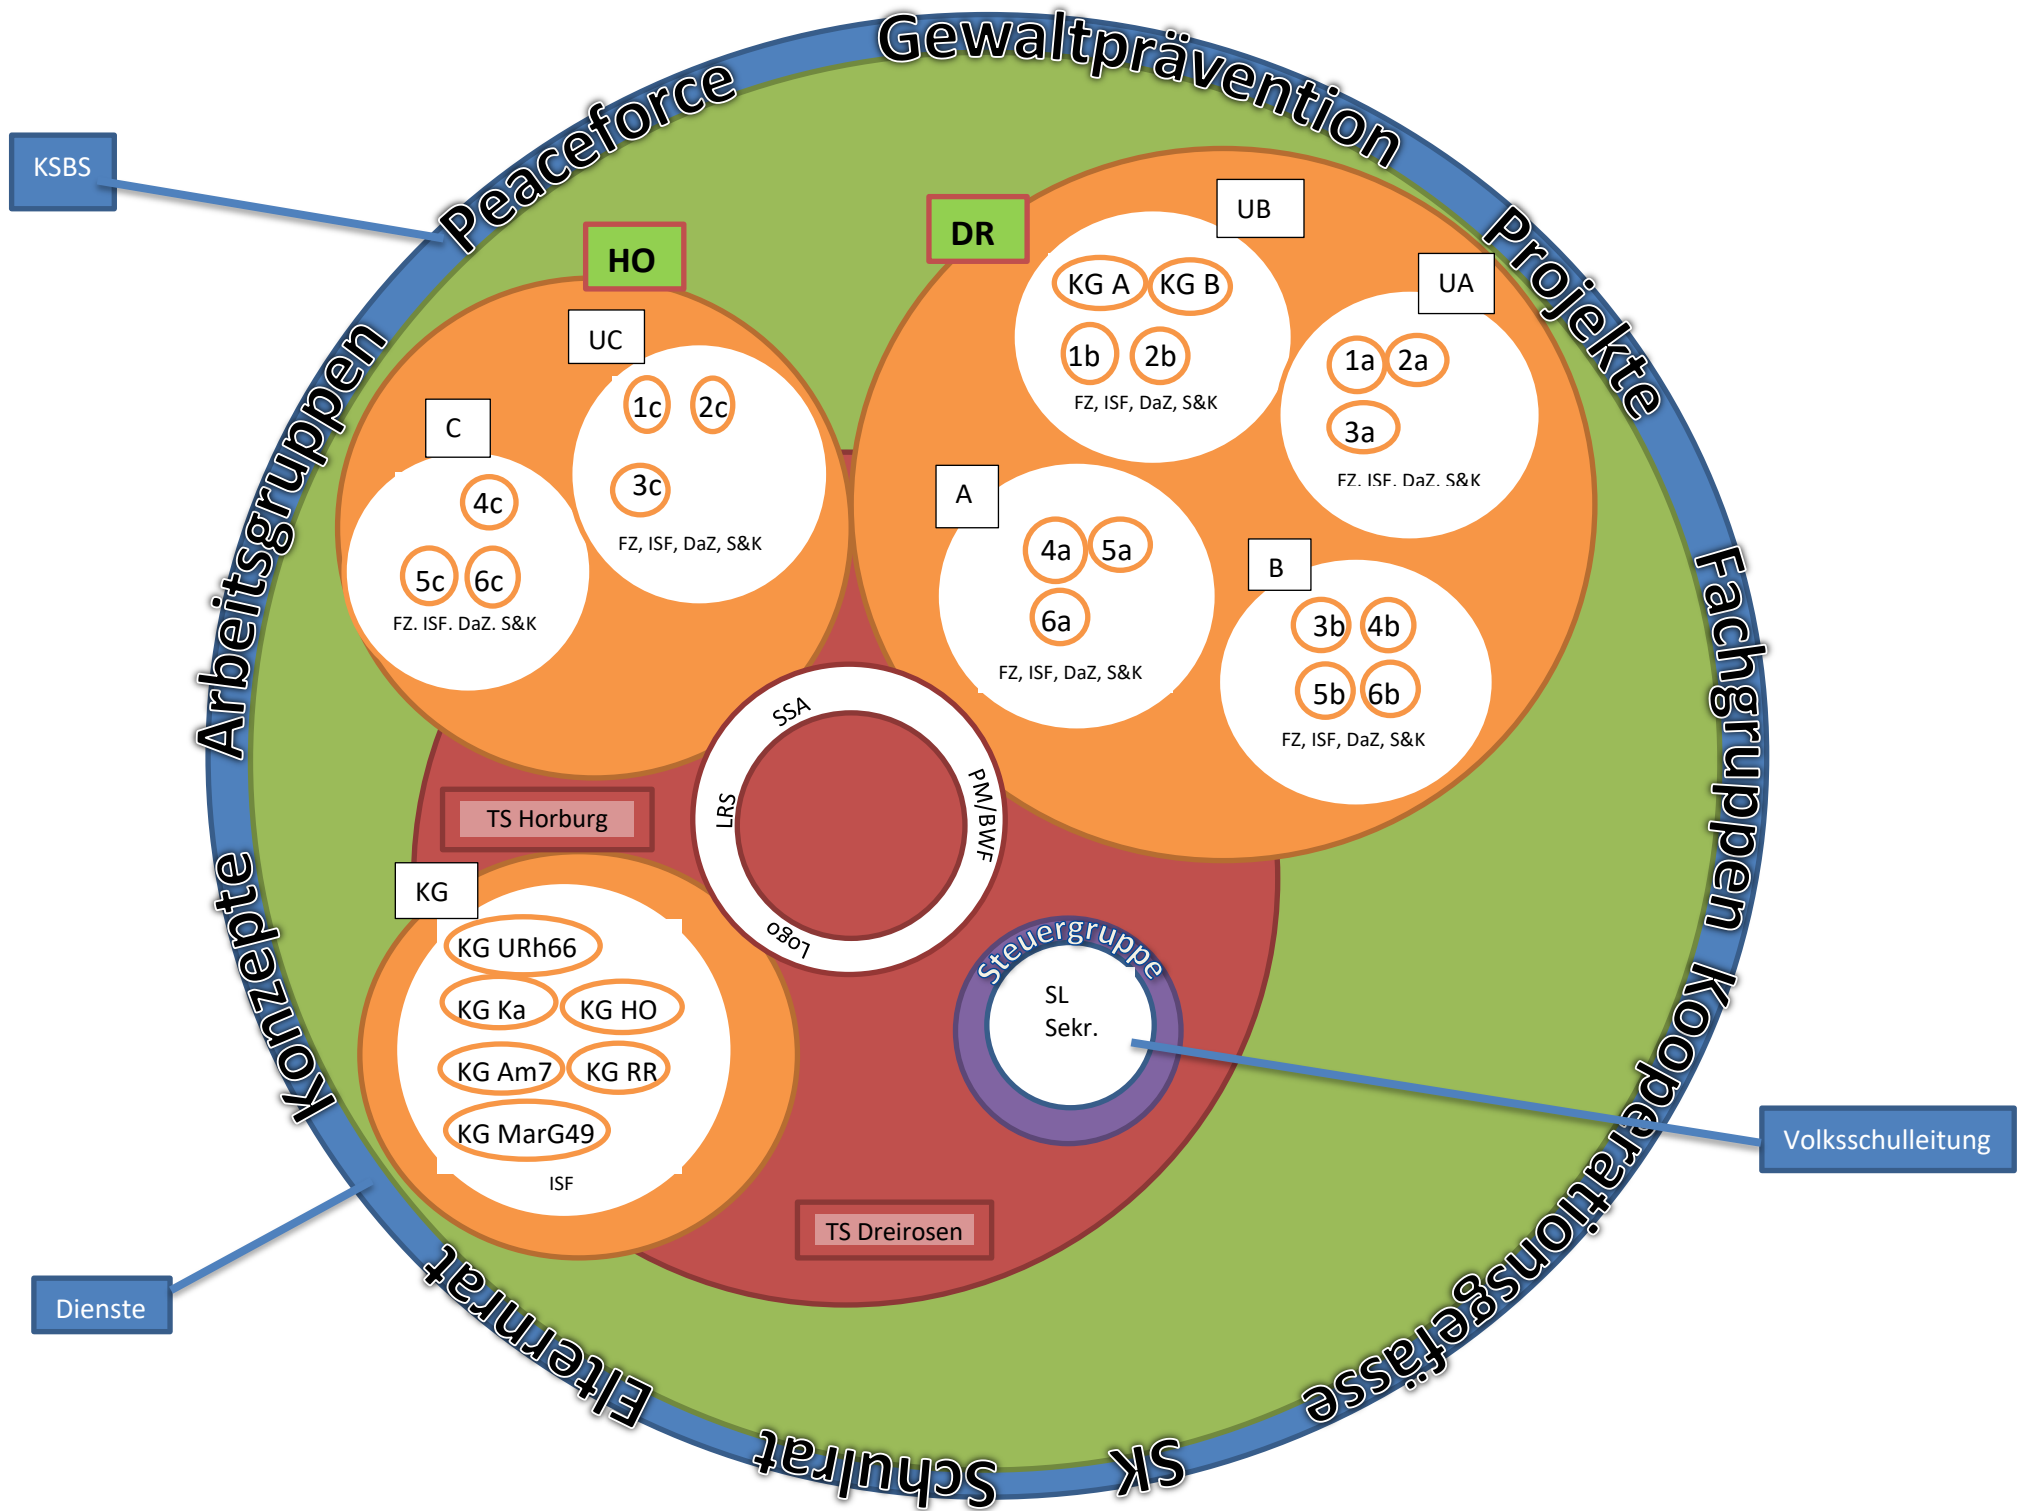 Gewaltprävention
Peaceforce
Projekte
Arbeitsgruppen
Fachgruppen
Konzepte
Kooperationsgefässe
Elternrat
Schulrat
SK
KSBS
Dienste
Volksschulleitung
HO
UC
1c 2c
3c
FZ, ISF, DaZ, S&K
C
4c
5c 6c
FZ. ISF. DaZ. S&K
DR
UB
KG A KG B
1b 2b
FZ, ISF, DaZ, S&K
UA
1a 2a
3a
FZ. ISF. DaZ. S&K
A
4a 5a
6a
FZ, ISF, DaZ, S&K
B
3b 4b
5b 6b
FZ, ISF, DaZ, S&K
SSA
LRS
PM/BWF
Logo
TS Horburg
KG
KG URh66
KG Ka KG HO
KG Am7 KG RR
KG MarG49
ISF
Steuergruppe
SL
Sekr.
TS Dreirosen